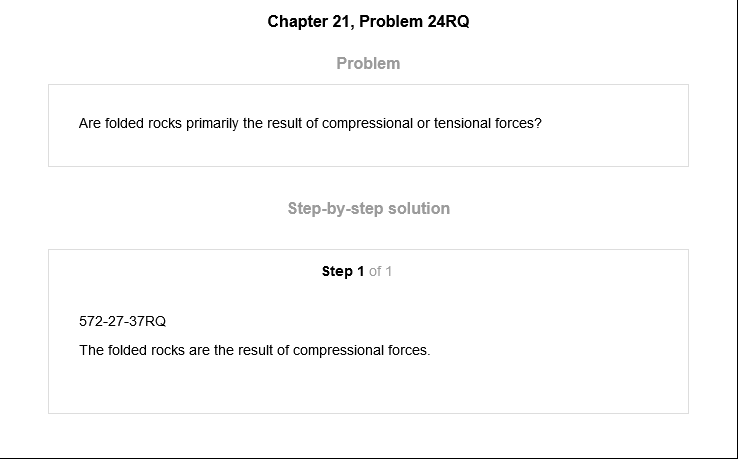 Chapter 21, Problem 24RQ
Problem
Are folded rocks primarily the result of compressional or tensional forces?
Step-by-step solution
Step 1 of 1
572-27-37RQ
The folded rocks are the result of compressional forces.